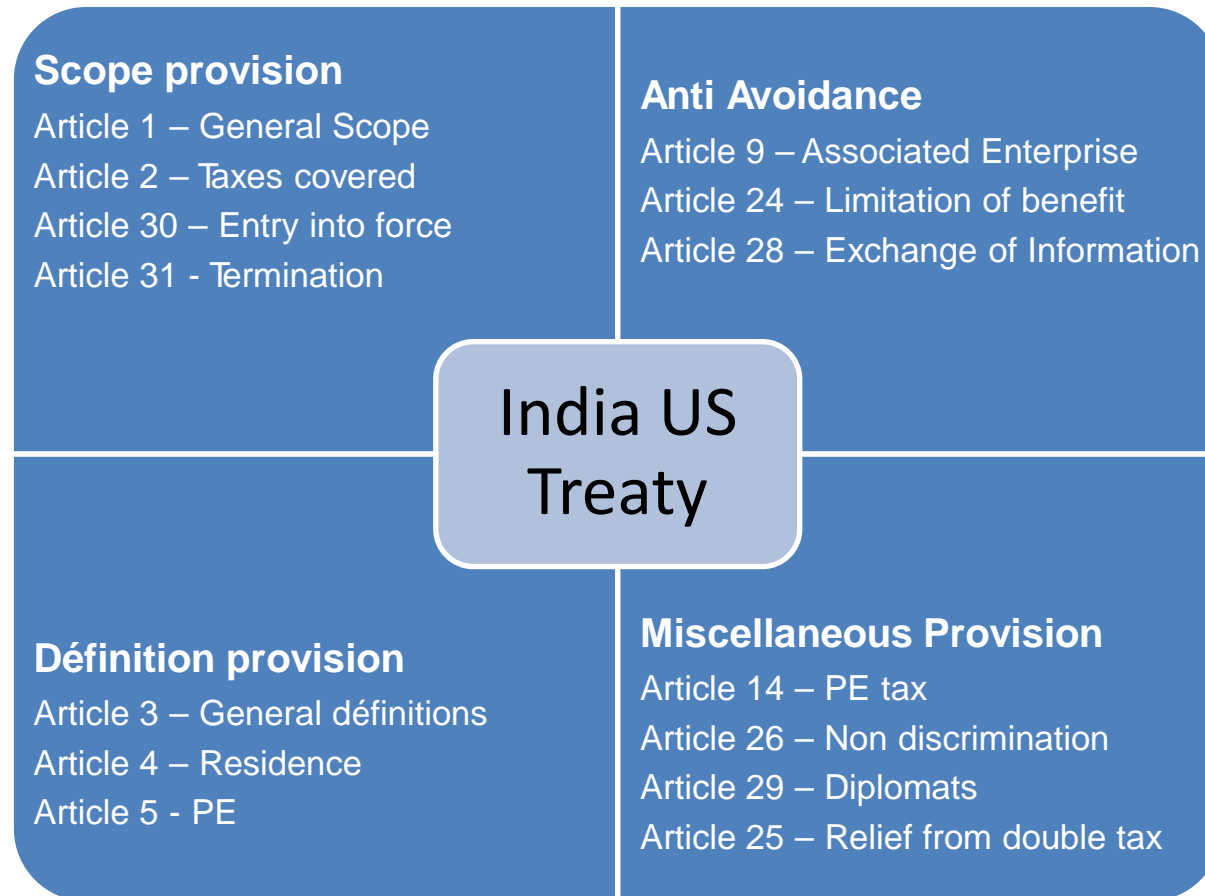 Scope provision
Article 1 – General Scope
Article 2 – Taxes covered
Article 30 – Entry into force
Article 31 - Termination
Anti Avoidance
Article 9 – Associated Enterprise
Article 24 – Limitation of benefit
Article 28 – Exchange of Information
India US
Treaty
Définition provision
Article 3 – General définitions
Article 4 – Residence
Article 5 - PE
Miscellaneous Provision
Article 14 – PE tax
Article 26 – Non discrimination
Article 29 – Diplomats
Article 25 – Relief from double tax